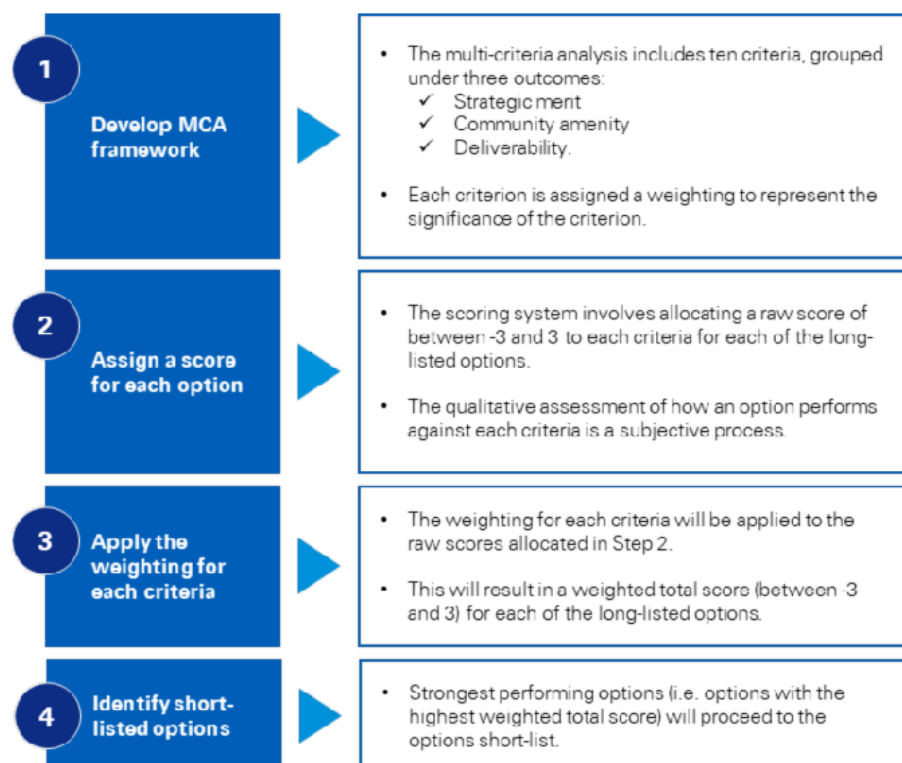 1
Develop MCA
framework
• The multi-criteria analysis includes ten criteria, grouped
under three outcomes:
✓ Strategic merit
✓ Community amenity
✓ Deliverability.
• Each criterion is assigned a weighting to represent the
significance of the criterion.
2
Assign a score
for each option
• The scoring system involves allocating a raw score of
between -3 and 3 to each criteria for each of the long-
listed options.
• The qualitative assessment of how an option performs
against each criteria is a subjective process.
3
Apply the
weighting for
each criteria
• The weighting for each criteria will be applied to the
raw scores allocated in Step 2.
• This will result in a weighted total score (between -3
and 3) for each of the long-listed options.
4
Identify short-
listed options
• Strongest performing options (i.e. options with the
highest weighted total score) will proceed to the
options short-list.